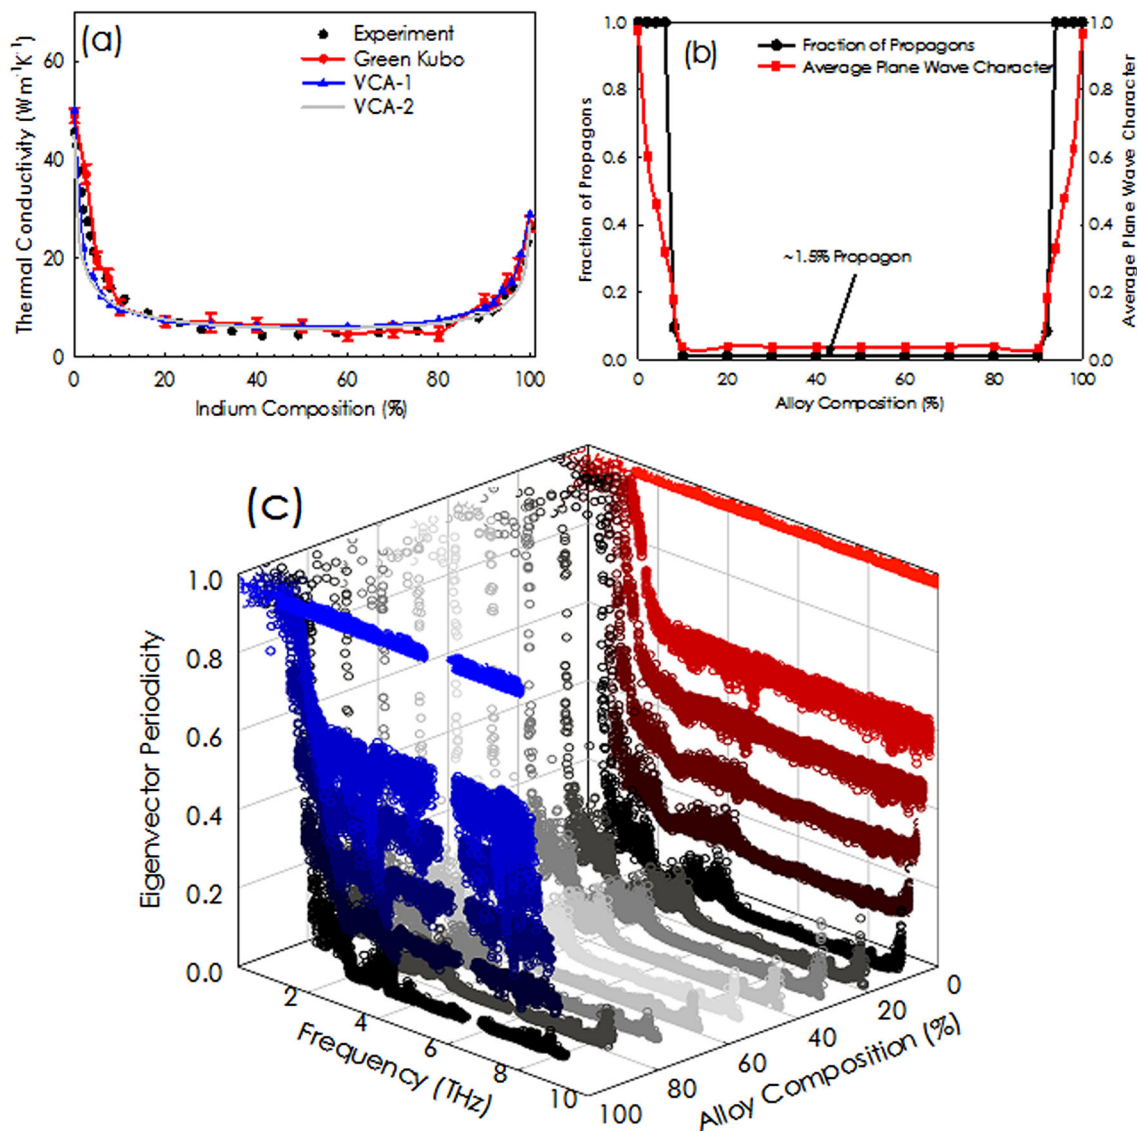 (a)
Experiment
Green Kubo
VCA-1
VCA-2
Thermal Conductivity (Wm⁻¹K⁻¹)
60
40
20
0
0 20 40 60 80 100
Indium Composition (%)
(b)
Fraction of Propagons
Average Plane Wave Character
~1.5% Propagon
Fraction of Propagons
1.0
0.8
0.6
0.4
0.2
0.0
0 20 40 60 80 100
Alloy Composition (%)
1.0
0.8
0.6
0.4
0.2
0.0
Average Plane Wave Character
(c)
Eigenvector Periodicity
1.0
0.8
0.6
0.4
0.2
0.0
2 4 6 8 10
Frequency (THz)
100 80 60 40 20 0
Alloy Composition (%)